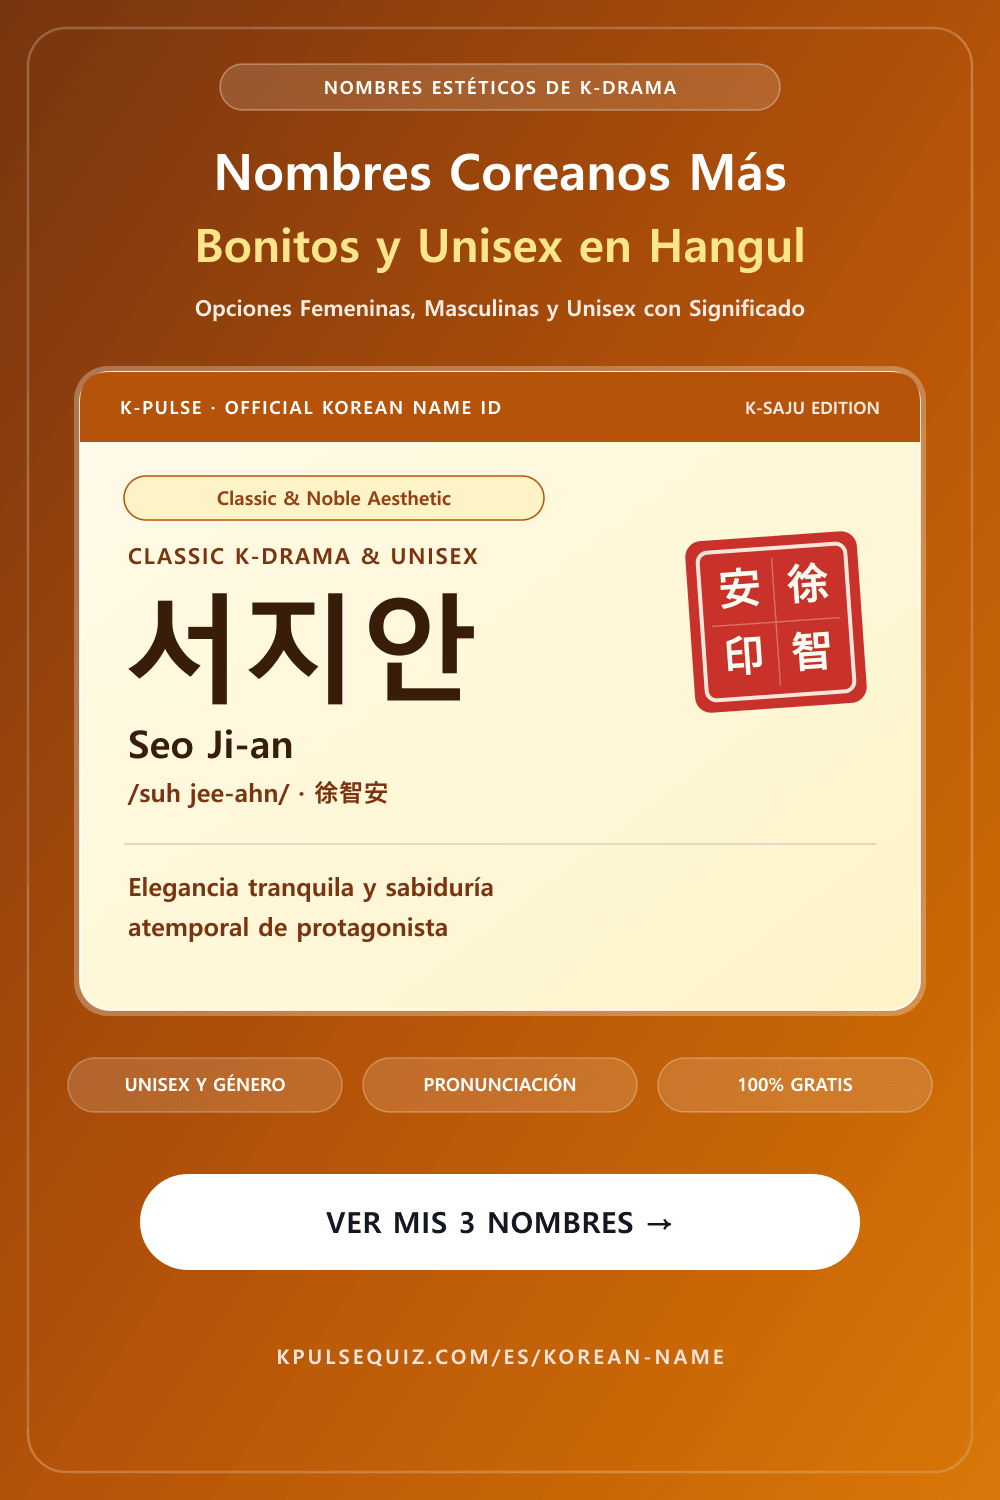 NOMBRES ESTÉTICOS DE K-DRAMA
Nombres Coreanos Más
Bonitos y Unisex en Hangul
Opciones Femeninas, Masculinas y Unisex con Significado
K-PULSE · OFFICIAL KOREAN NAME ID
K-SAJU EDITION
Classic & Noble Aesthetic
CLASSIC K-DRAMA & UNISEX
서지안
Seo Ji-an
/suh jee-ahn/ · 徐智安
安 徐
印 智
Elegancia tranquila y sabiduría
atemporal de protagonista
UNISEX Y GÉNERO
PRONUNCIACIÓN
100% GRATIS
VER MIS 3 NOMBRES →
KPULSEQUIZ.COM/ES/KOREAN-NAME